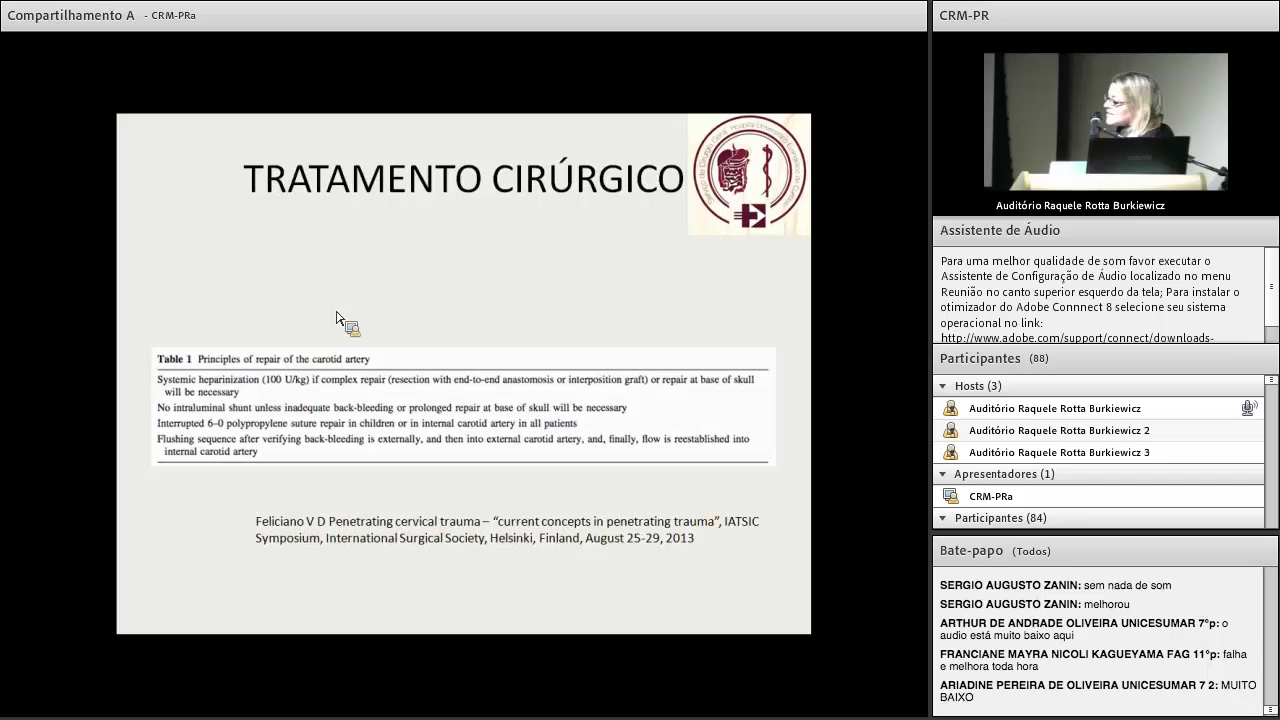 Compartilhamento A - CRM-PRa
TRATAMENTO CIRÚRGICO
Table 1 Principles of repair of the carotid artery
Systemic heparinization (100 U/kg) if complex repair (resection with end-to-end anastomosis or interposition graft) or repair at base of skull
will be necessary
No intraluminal shunt unless inadequate back-bleeding or prolonged repair at base of skull will be necessary
Interrupted 6–0 polypropylene suture repair in children or in internal carotid artery in all patients
Flushing sequence after verifying back-bleeding is externally, and then into external carotid artery, and, finally, flow is reestablished into
internal carotid artery
Feliciano V D Penetrating cervical trauma – “current concepts in penetrating trauma”, IATSIC
Symposium, International Surgical Society, Helsinki, Finland, August 25-29, 2013
CRM-PR
Auditório Raquele Rotta Burkiewicz
Assistente de Áudio
Para uma melhor qualidade de som favor executar o
Assistente de Configuração de Áudio localizado no menu
Reunião no canto superior esquerdo da tela; Para instalar o
otimizador do Adobe Connnect 8 selecione seu sistema
operacional no link:
http://www.adobe.com/support/connect/downloads-
Participantes (88)
Hosts (3)
Auditório Raquele Rotta Burkiewicz
Auditório Raquele Rotta Burkiewicz 2
Auditório Raquele Rotta Burkiewicz 3
Apresentadores (1)
CRM-PRa
Participantes (84)
Bate-papo (Todos)
SERGIO AUGUSTO ZANIN: sem nada de som
SERGIO AUGUSTO ZANIN: melhorou
ARTHUR DE ANDRADE OLIVEIRA UNICESUMAR 7°p: o
audio está muito baixo aqui
FRANCIANE MAYRA NICOLI KAGUEYAMA FAG 11°p: falha
e melhora toda hora
ARIADINE PEREIRA DE OLIVEIRA UNICESUMAR 7 2: MUITO
BAIXO